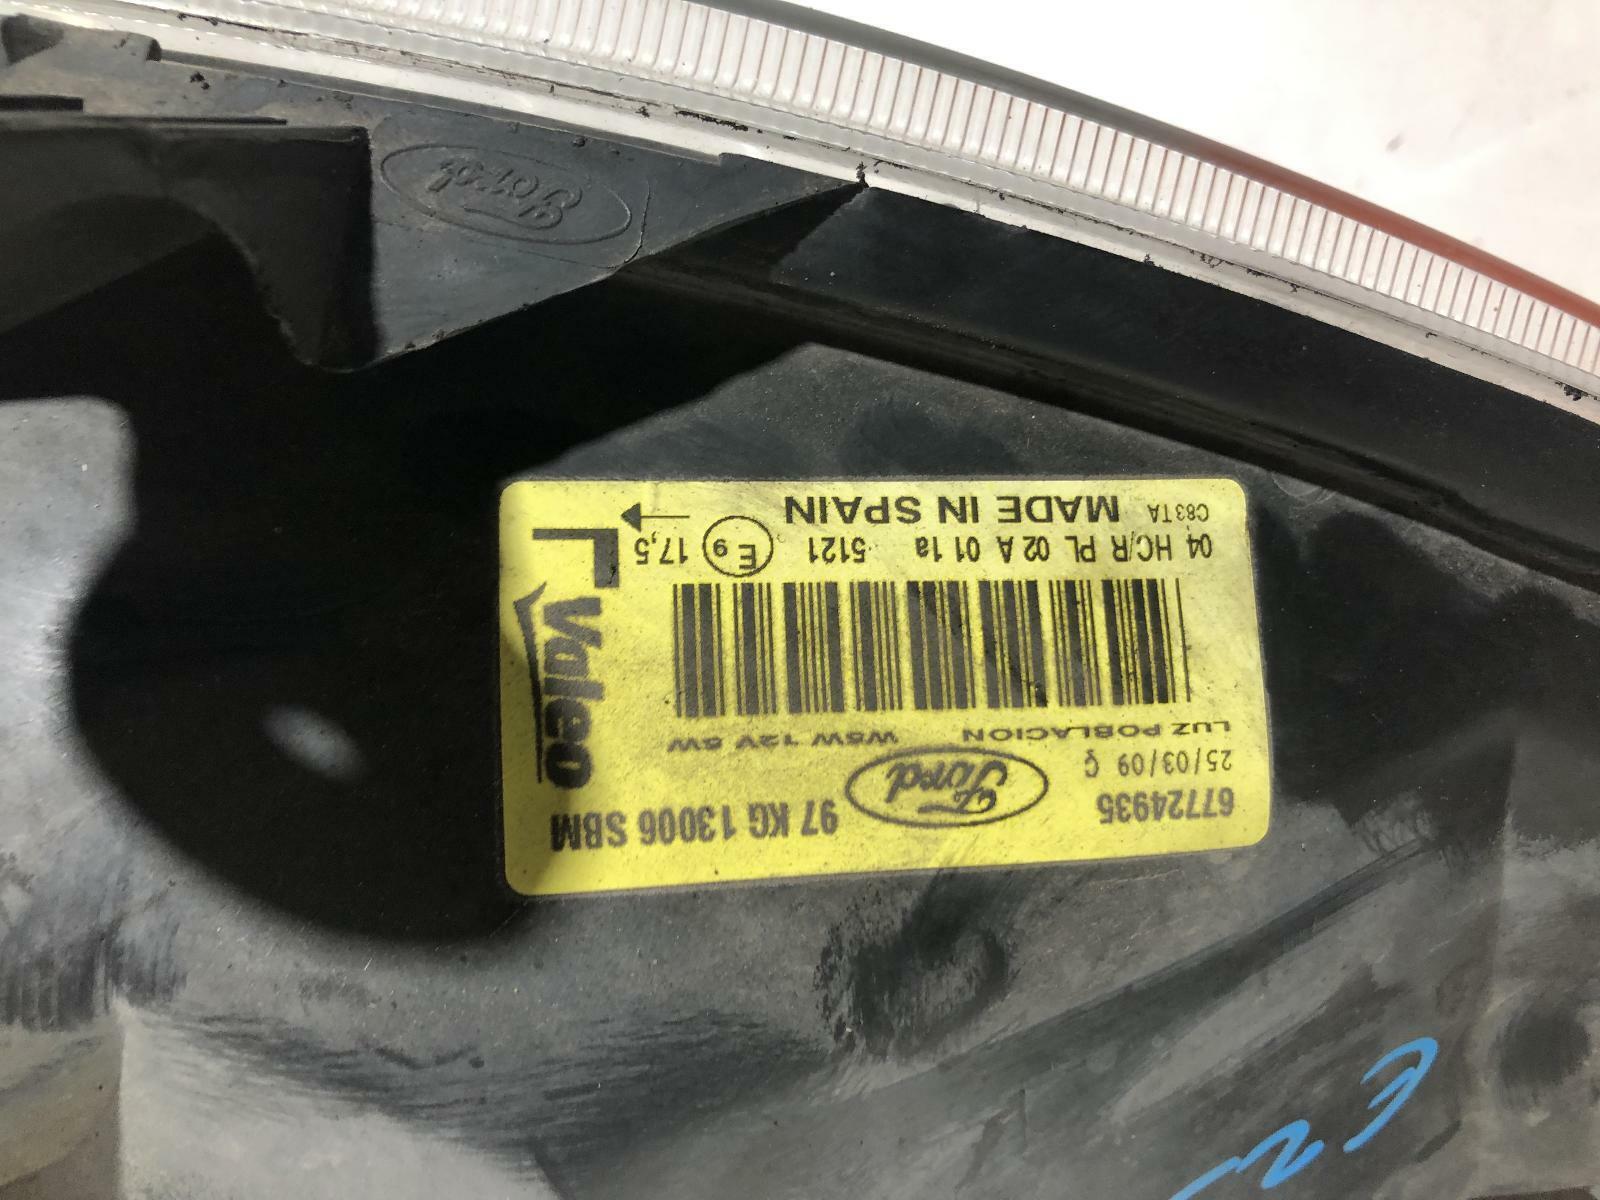 Ford
67724935
Ford
97 KG 13006 SBM
25/03/09 Ç
LUZ POBLACION W5W 12V 5W
Valeo
L
04 HC/R PL 02 A 01 1a 5121 E9 17,5
C83TA MADE IN SPAIN